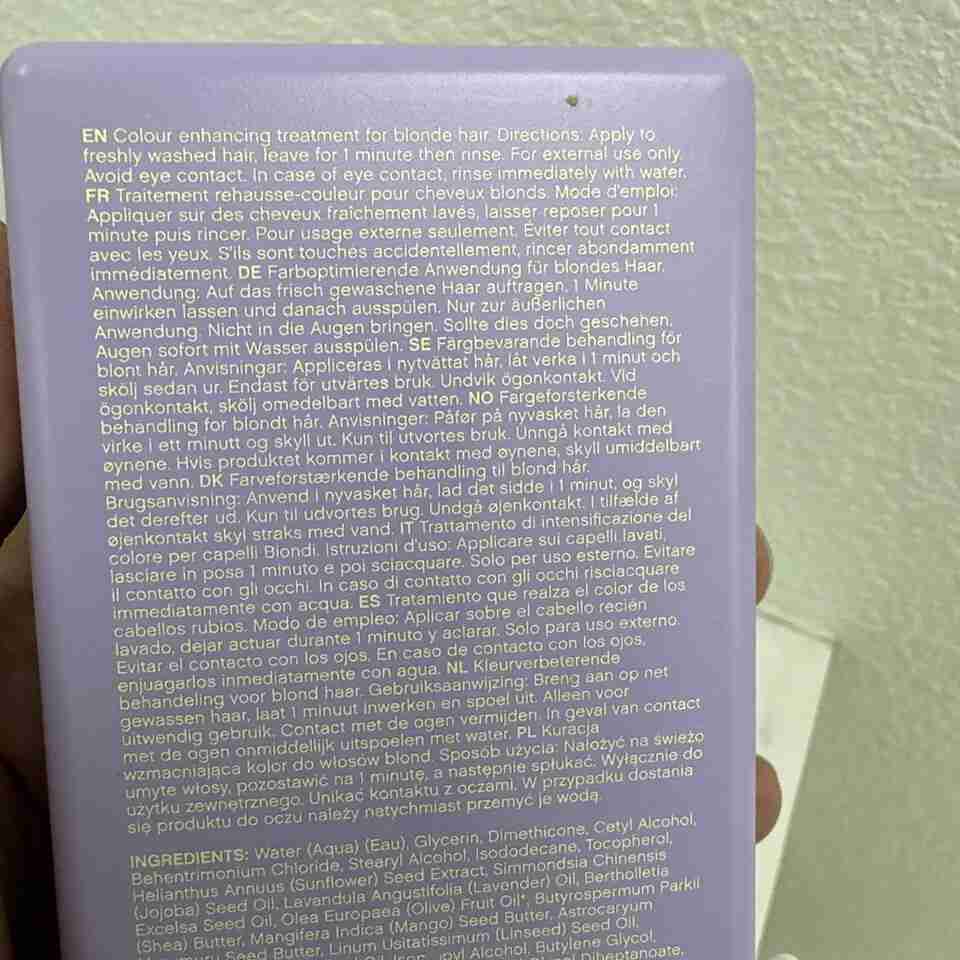 EN Colour enhancing treatment for blonde hair. Directions: Apply to
freshly washed hair, leave for 1 minute then rinse. For external use only.
Avoid eye contact. In case of eye contact, rinse immediately with water.
FR Traitement rehausse-couleur pour cheveux blonds. Mode d'emploi:
Appliquer sur des cheveux fraîchement lavés, laisser reposer pour 1
minute puis rincer. Pour usage externe seulement. Éviter tout contact
avec les yeux. S'ils sont touchés accidentellement, rincer abondamment
immédiatement. DE Farboptimierende Anwendung für blondes Haar.
Anwendung: Auf das frisch gewaschene Haar auftragen, 1 Minute
einwirken lassen und danach ausspülen. Nur zur äußerlichen
Anwendung. Nicht in die Augen bringen. Sollte dies doch geschehen,
Augen sofort mit Wasser ausspülen. SE Färgbevarande behandling för
blont hår. Anvisningar: Appliceras i nytvättat hår, låt verka i 1 minut och
skölj sedan ur. Endast för utvärtes bruk. Undvik ögonkontakt. Vid
ögonkontakt, skölj omedelbart med vatten. NO Fargeforsterkende
behandling for blondt hår. Anvisninger: Påfør på nyvasket hår, la den
virke i ett minutt og skyll ut. Kun til utvortes bruk. Unngå kontakt med
øynene. Hvis produktet kommer i kontakt med øynene, skyll umiddelbart
med vann. DK Farveforstærkende behandling til blond hår.
Brugsanvisning: Anvend i nyvasket hår, lad det sidde i 1 minut, og skyl
det derefter ud. Kun til udvortes brug. Undgå øjenkontakt. I tilfælde af
øjenkontakt skyl straks med vand. IT Trattamento di intensificazione del
colore per capelli Biondi. Istruzioni d'uso: Applicare sui capelli lavati,
lasciare in posa 1 minuto e poi sciacquare. Solo per uso esterno. Evitare
il contatto con gli occhi. In caso di contatto con gli occhi risciacquare
immediatamente con acqua. ES Tratamiento que realza el color de los
cabellos rubios. Modo de empleo: Aplicar sobre el cabello recién
lavado, dejar actuar durante 1 minuto y aclarar. Solo para uso externo.
Evitar el contacto con los ojos. En caso de contacto con los ojos,
enjuagarlos inmediatamente con agua. NL Kleurverbeterende
behandeling voor blond haar. Gebruiksaanwijzing: Breng aan op net
gewassen haar, laat 1 minuut inwerken en spoel uit. Alleen voor
uitwendig gebruik. Contact met de ogen vermijden. In geval van contact
met de ogen onmiddellijk uitspoelen met water. PL Kuracja
wzmacniająca kolor do włosów blond. Sposób użycia: Nałożyć na świeżo
umyte włosy, pozostawić na 1 minutę, a następnie spłukać. Wyłącznie do
użytku zewnętrznego. Unikać kontaktu z oczami. W przypadku dostania
się produktu do oczu należy natychmiast przemyć je wodą.
INGREDIENTS: Water (Aqua) (Eau), Glycerin, Dimethicone, Cetyl Alcohol,
Behentrimonium Chloride, Stearyl Alcohol, Isododecane, Tocopherol,
Helianthus Annuus (Sunflower) Seed Extract, Simmondsia Chinensis
(Jojoba) Seed Oil, Lavandula Angustifolia (Lavender) Oil, Bertholletia
Excelsa Seed Oil, Olea Europaea (Olive) Fruit Oil*, Butyrospermum Parkii
(Shea) Butter, Mangifera Indica (Mango) Seed Butter, Astrocaryum
Seed Butter, Linum Usitatissimum (Linseed) Seed Oil,
Alcohol, Butylene Glycol,